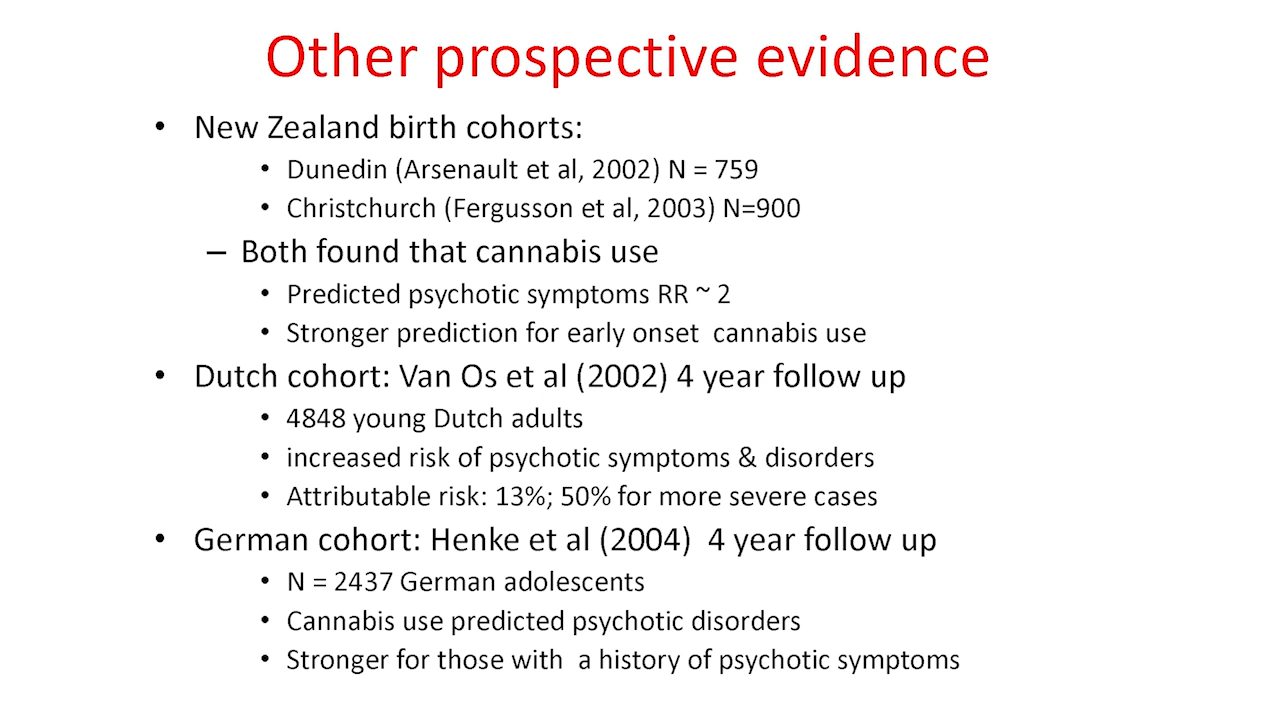 Other prospective evidence
• New Zealand birth cohorts:
• Dunedin (Arsenault et al, 2002) N = 759
• Christchurch (Fergusson et al, 2003) N=900
– Both found that cannabis use
• Predicted psychotic symptoms RR ~ 2
• Stronger prediction for early onset  cannabis use
• Dutch cohort: Van Os et al (2002) 4 year follow up
• 4848 young Dutch adults
• increased risk of psychotic symptoms & disorders
• Attributable risk: 13%; 50% for more severe cases
• German cohort: Henke et al (2004)  4 year follow up
• N = 2437 German adolescents
• Cannabis use predicted psychotic disorders
• Stronger for those with  a history of psychotic symptoms